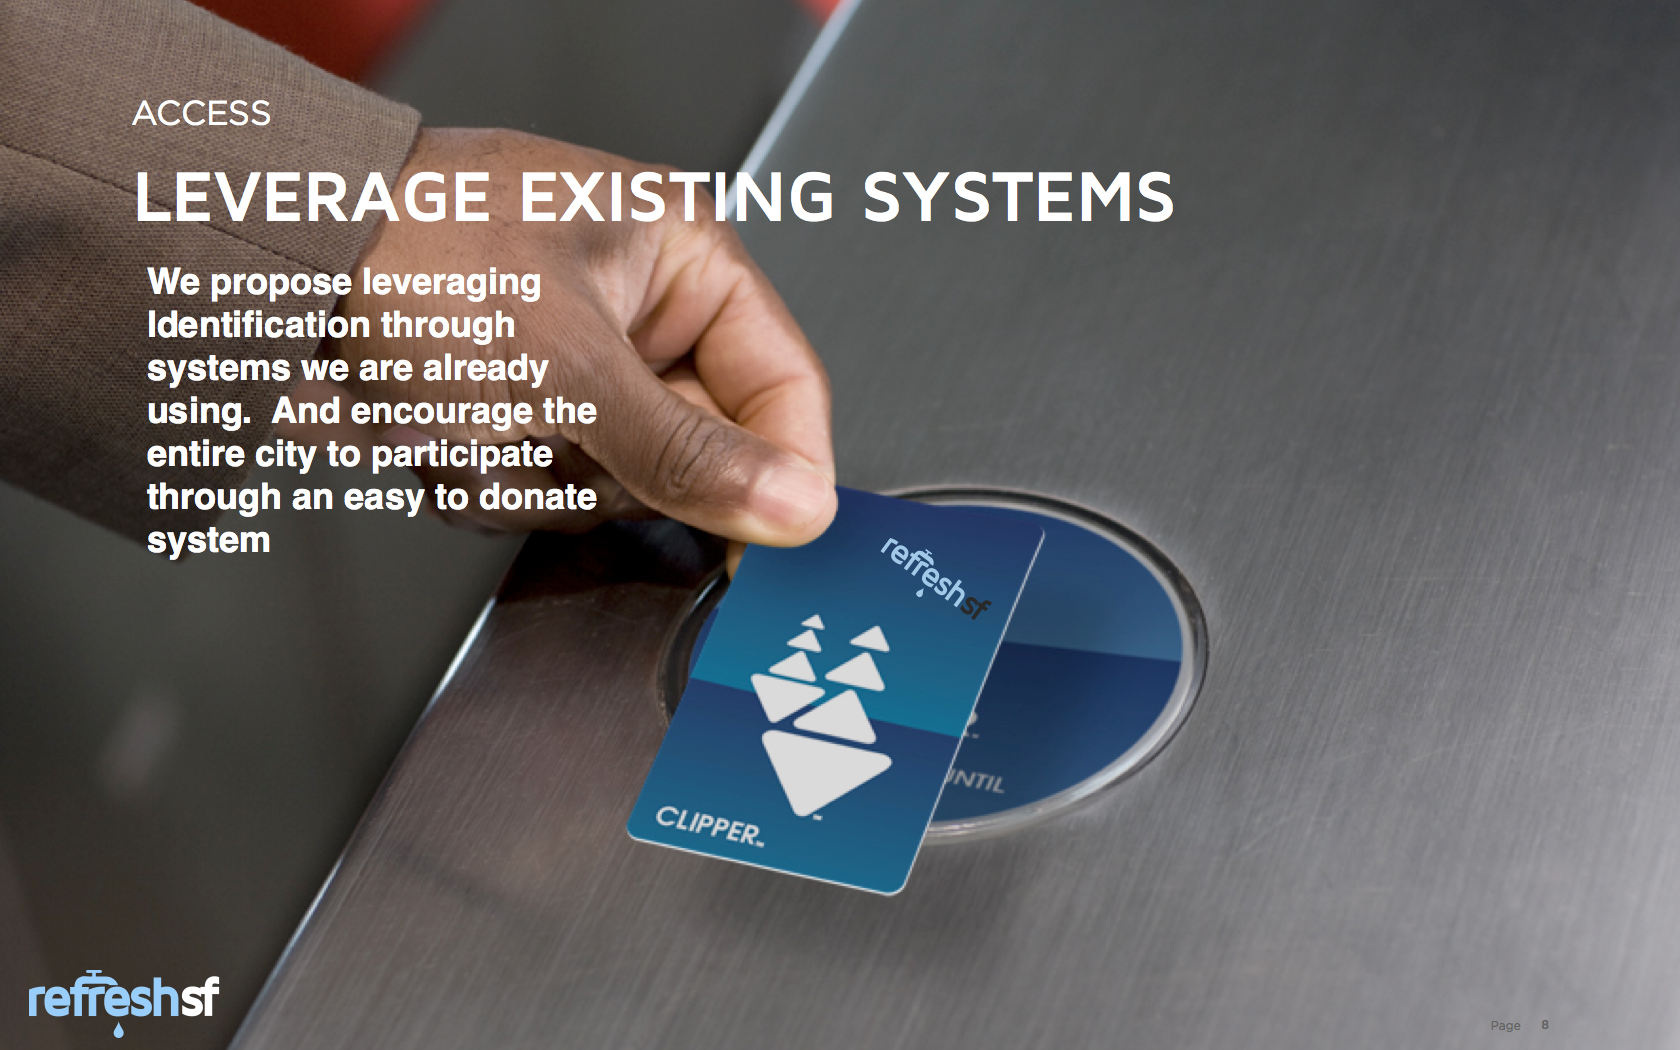 ACCESS
LEVERAGE EXISTING SYSTEMS
We propose leveraging
Identification through
systems we are already
using.  And encourage the
entire city to participate
through an easy to donate
system
refreshsf
CLIPPER
refreshsf
Page 8